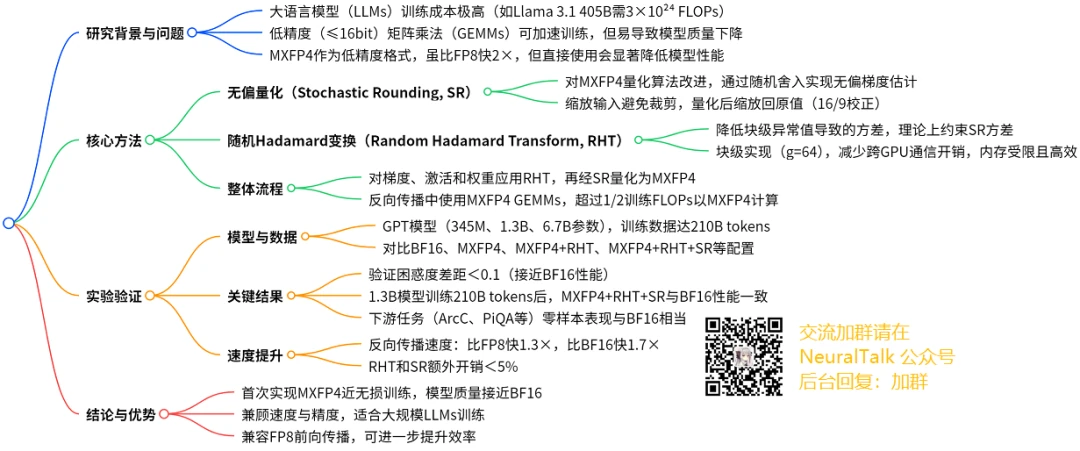 研究背景与问题
大语言模型（LLMs）训练成本极高（如Llama 3.1 405B需3×10²⁴ FLOPs）
低精度（≤16bit）矩阵乘法（GEMMs）可加速训练，但易导致模型质量下降
MXFP4作为低精度格式，虽比FP8快2×，但直接使用会显著降低模型性能
核心方法
无偏量化（Stochastic Rounding, SR）
对MXFP4量化算法改进，通过随机舍入实现无偏梯度估计
缩放输入避免裁剪，量化后缩放回原值（16/9校正）
随机Hadamard变换（Random Hadamard Transform, RHT）
降低块级异常值导致的方差，理论上约束SR方差
块级实现（g=64），减少跨GPU通信开销，内存受限且高效
整体流程
对梯度、激活和权重应用RHT，再经SR量化为MXFP4
反向传播中使用MXFP4 GEMMs，超过1/2训练FLOPs以MXFP4计算
实验验证
模型与数据
GPT模型（345M、1.3B、6.7B参数），训练数据达210B tokens
对比BF16、MXFP4、MXFP4+RHT、MXFP4+RHT+SR等配置
关键结果
验证困惑度差距＜0.1（接近BF16性能）
1.3B模型训练210B tokens后，MXFP4+RHT+SR与BF16性能一致
下游任务（ArcC、PiQA等）零样本表现与BF16相当
速度提升
反向传播速度：比FP8快1.3×，比BF16快1.7×
RHT和SR额外开销＜5%
结论与优势
首次实现MXFP4近无损训练，模型质量接近BF16
兼顾速度与精度，适合大规模LLMs训练
兼容FP8前向传播，可进一步提升效率
交流加群请在
NeuralTalk 公众号
后台回复：加群